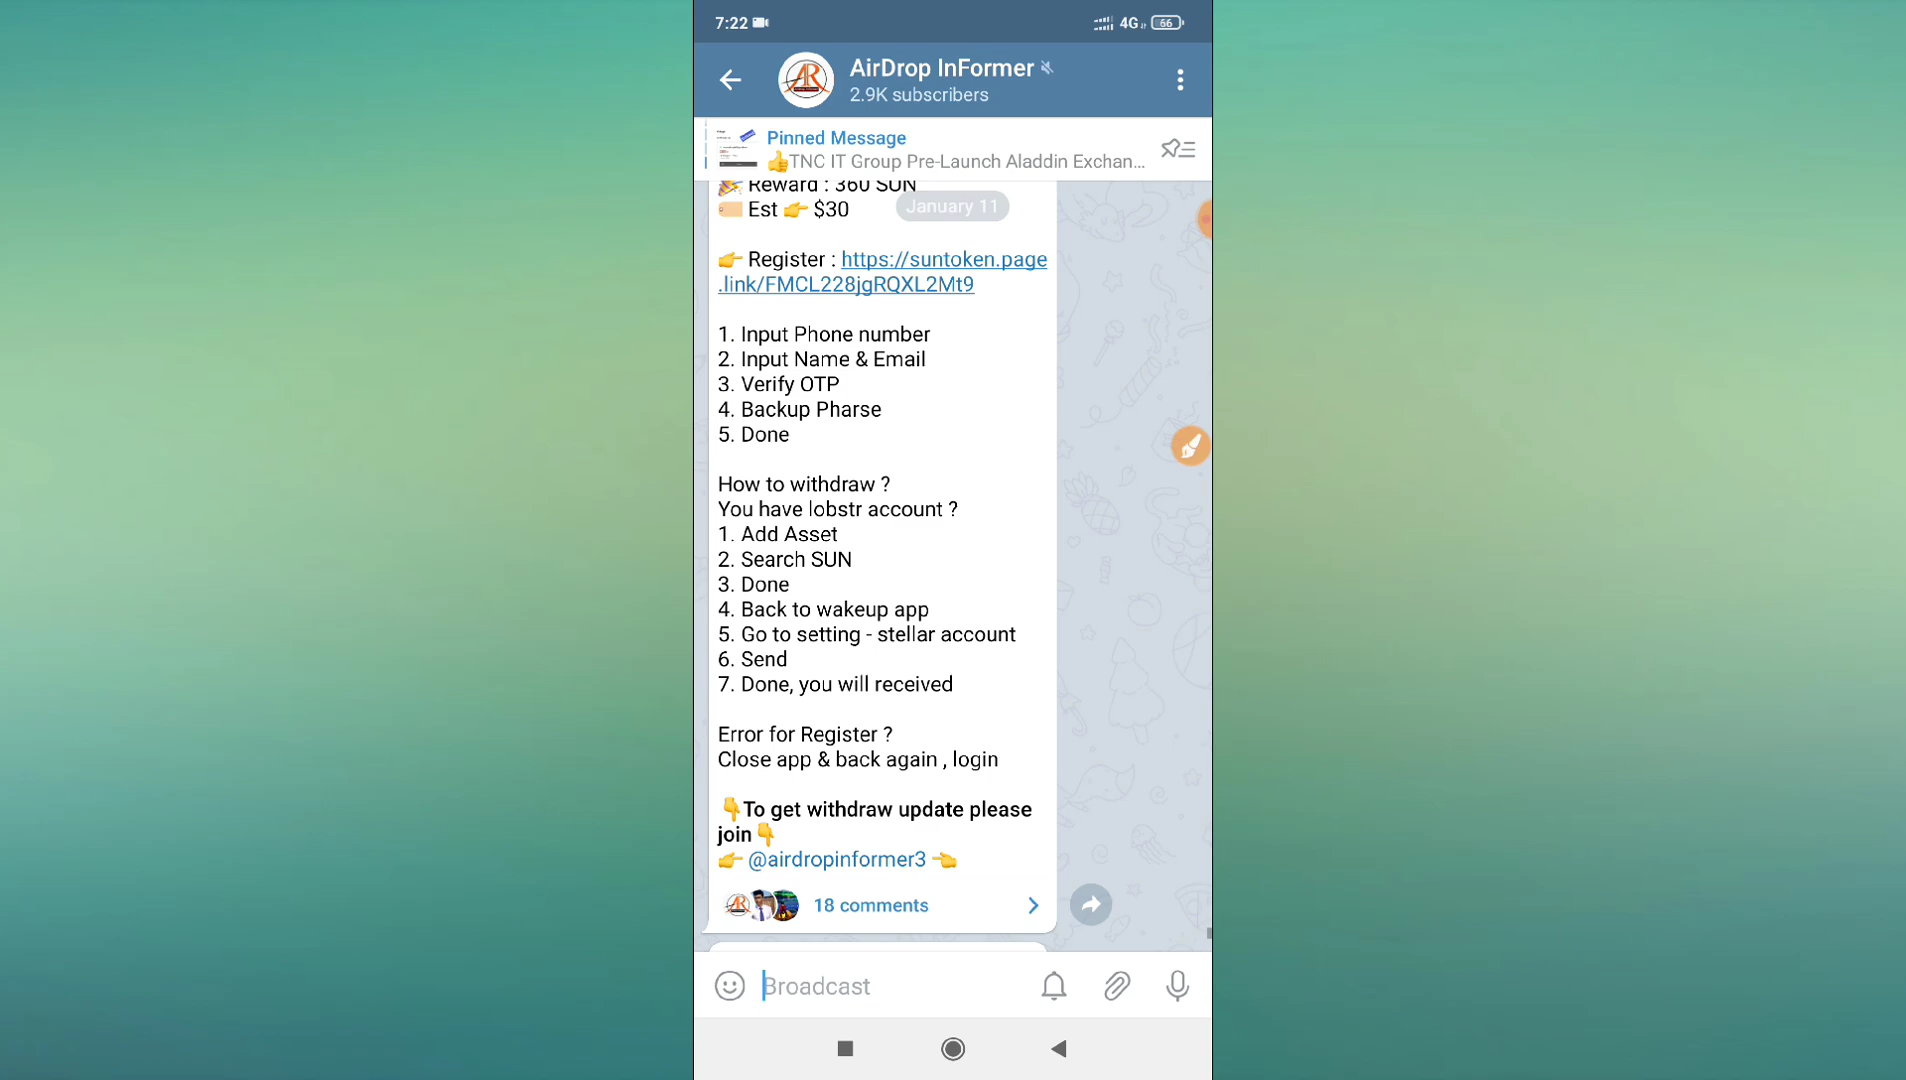 7:22
4G
66
AirDrop InFormer
2.9K subscribers
Pinned Message
👍TNC IT Group Pre-Launch Aladdin Exchan...
🎉 Reward : 360 SUN
Est 👉 $30
January 11
👉 Register : https://suntoken.page
.link/FMCL228jgRQXL2Mt9
1. Input Phone number
2. Input Name & Email
3. Verify OTP
4. Backup Pharse
5. Done
How to withdraw ?
You have lobstr account ?
1. Add Asset
2. Search SUN
3. Done
4. Back to wakeup app
5. Go to setting - stellar account
6. Send
7. Done, you will received
Error for Register ?
Close app & back again , login
👇To get withdraw update please
join👇
👉 @airdropinformer3 👈
18 comments
Broadcast